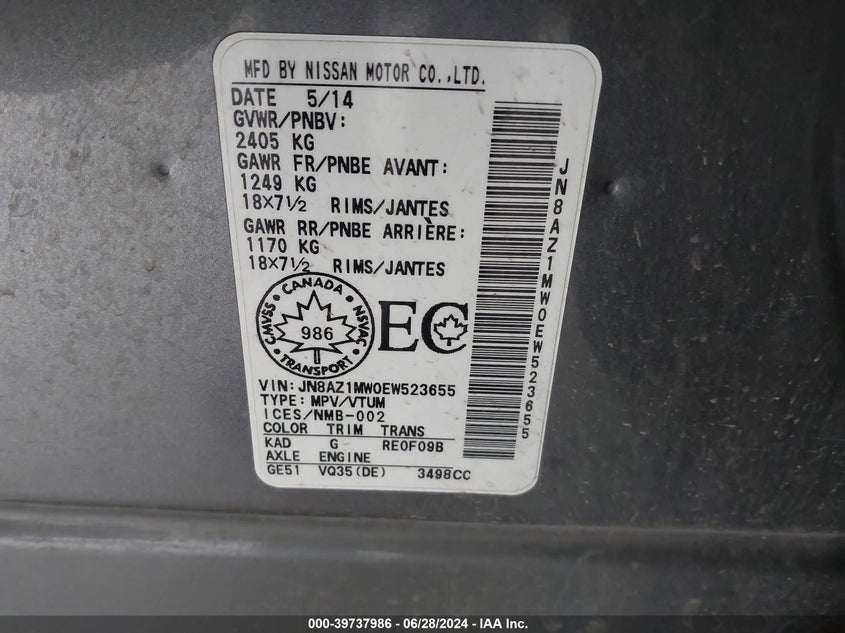 MFD BY NISSAN MOTOR CO.,LTD.
DATE 5/14
GVWR/PNBV:
2405 KG
GAWR FR/PNBE AVANT:
1249 KG
18X7½ RIMS/JANTES
GAWR RR/PNBE ARRIÈRE:
1170 KG
18X7½ RIMS/JANTES
CANADA
CMVSS
NSVAC
986
TRANSPORT
EC
VIN: JN8AZ1MW0EW523655
TYPE: MPV/VTUM
ICES/NMB-002
COLOR TRIM TRANS
KAD G RE0F09B
AXLE ENGINE
GE51 VQ35(DE) 3498CC
JN8AZ1MW0EW523655
000-39737986 - 06/28/2024 - IAA Inc.